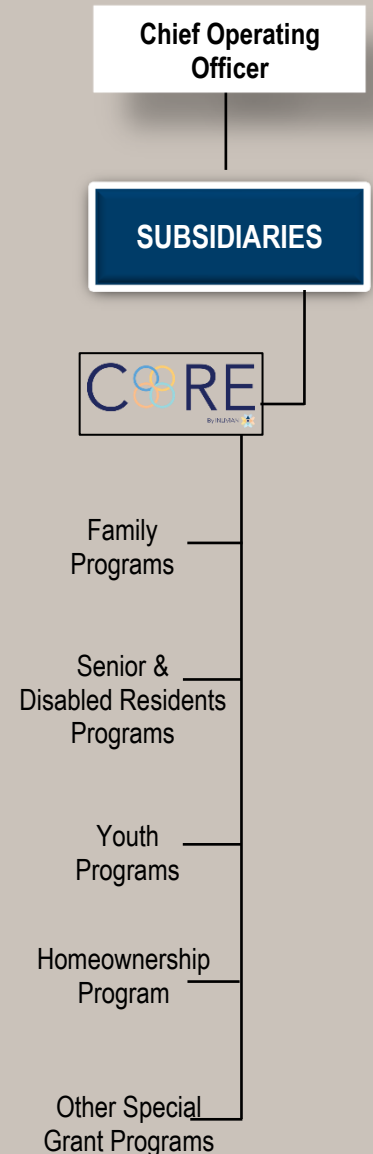 Chief Operating
Officer
SUBSIDIARIES
CORE
Family
Programs
Senior &
Disabled Residents
Programs
Youth
Programs
Homeownership
Program
Other Special
Grant Programs